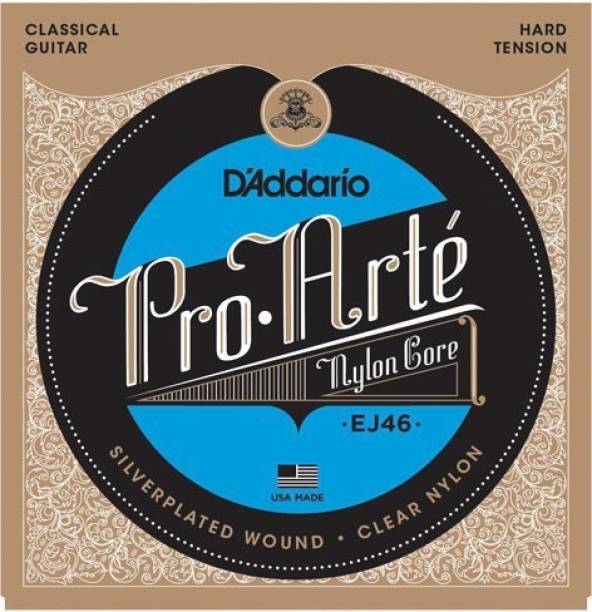 CLASSICAL
GUITAR
HARD
TENSION
D'Addario
Pro·Arté
Nylon Core
·EJ46·
USA MADE
SILVERPLATED WOUND · CLEAR NYLON